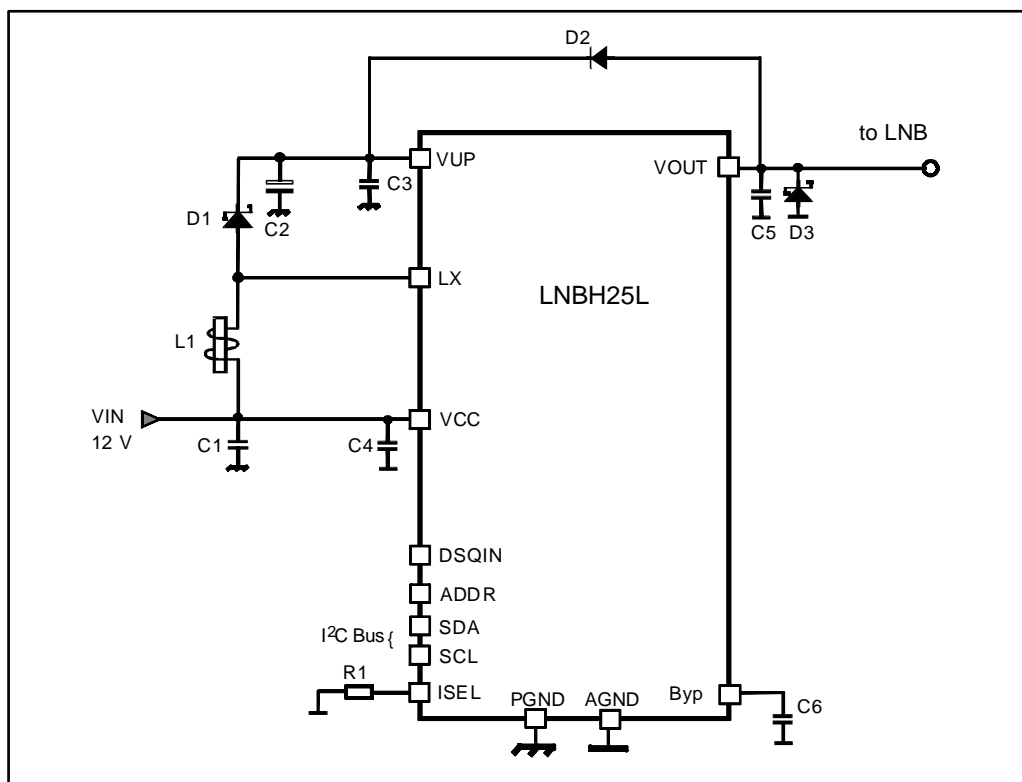 D2
to LNB
VUP
VOUT
C3
D1
C2
C5
D3
LX
LNBH25L
L1
VIN
12 V
VCC
C1
C4
DSQIN
ADDR
I²C Bus {
SDA
SCL
R1
ISEL
PGND
AGND
Byp
C6